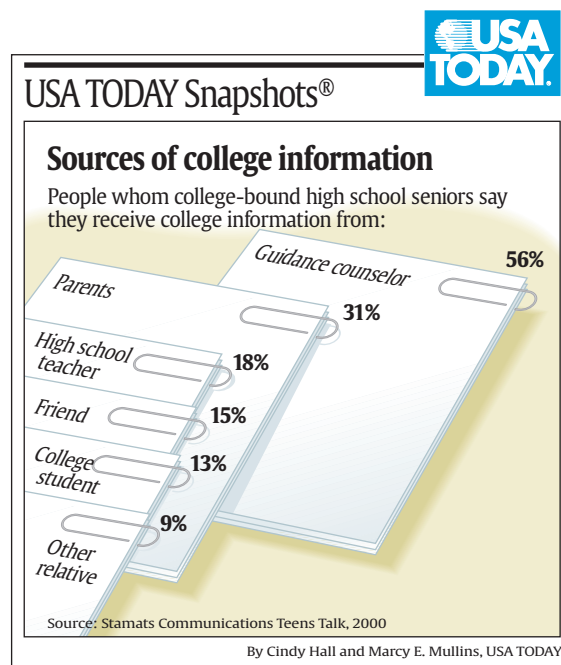 USA
TODAY.
USA TODAY Snapshots®
Sources of college information
People whom college-bound high school seniors say
they receive college information from:
Guidance counselor
56%
Parents
31%
High school
teacher
18%
Friend
15%
College
student
13%
9%
Other
relative
Source: Stamats Communications Teens Talk, 2000
By Cindy Hall and Marcy E. Mullins, USA TODAY